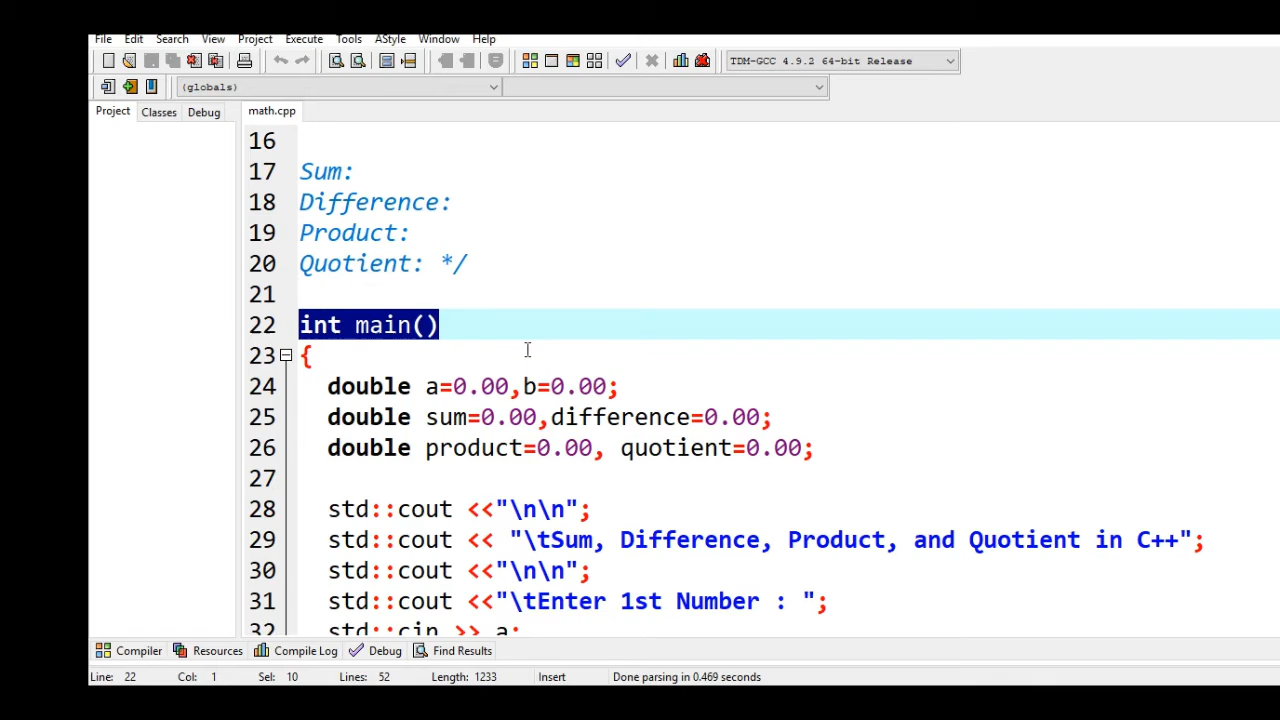 File Edit Search View Project Execute Tools AStyle Window Help
TDM-GCC 4.9.2 64-bit Release
(globals)
Project Classes Debug math.cpp
16
17 Sum:
18 Difference:
19 Product:
20 Quotient: */
21
22 int main()
23 {
24 double a=0.00,b=0.00;
25 double sum=0.00,difference=0.00;
26 double product=0.00, quotient=0.00;
27
28 std::cout <<"\n\n";
29 std::cout << "\tSum, Difference, Product, and Quotient in C++";
30 std::cout <<"\n\n";
31 std::cout <<"\tEnter 1st Number : ";
32 std::cin >> a;
Compiler Resources Compile Log Debug Find Results
Line: 22 Col: 1 Sel: 10 Lines: 52 Length: 1233 Insert Done parsing in 0.469 seconds